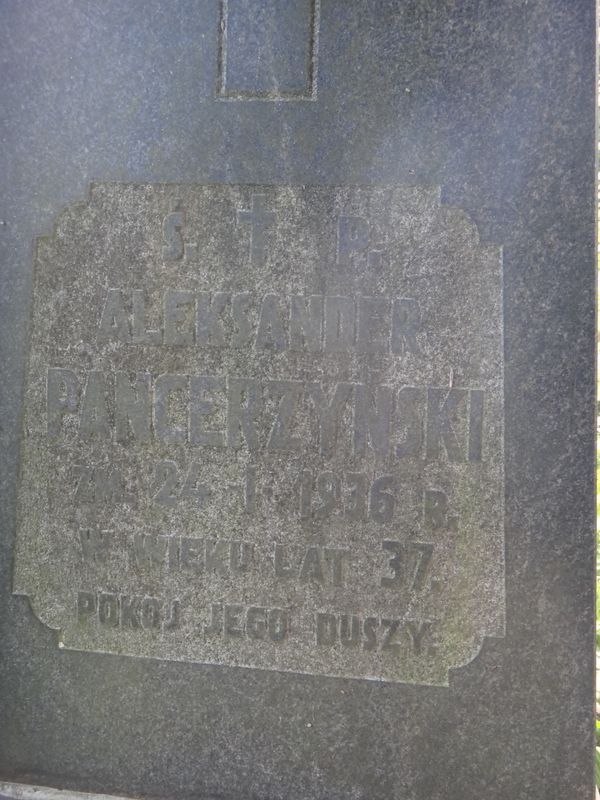 Ś. † P.
ALEKSANDER
PANCERZYŃSKI
ZM. 24-I-1936 R.
W WIEKU LAT 37.
POKÓJ JEGO DUSZY.